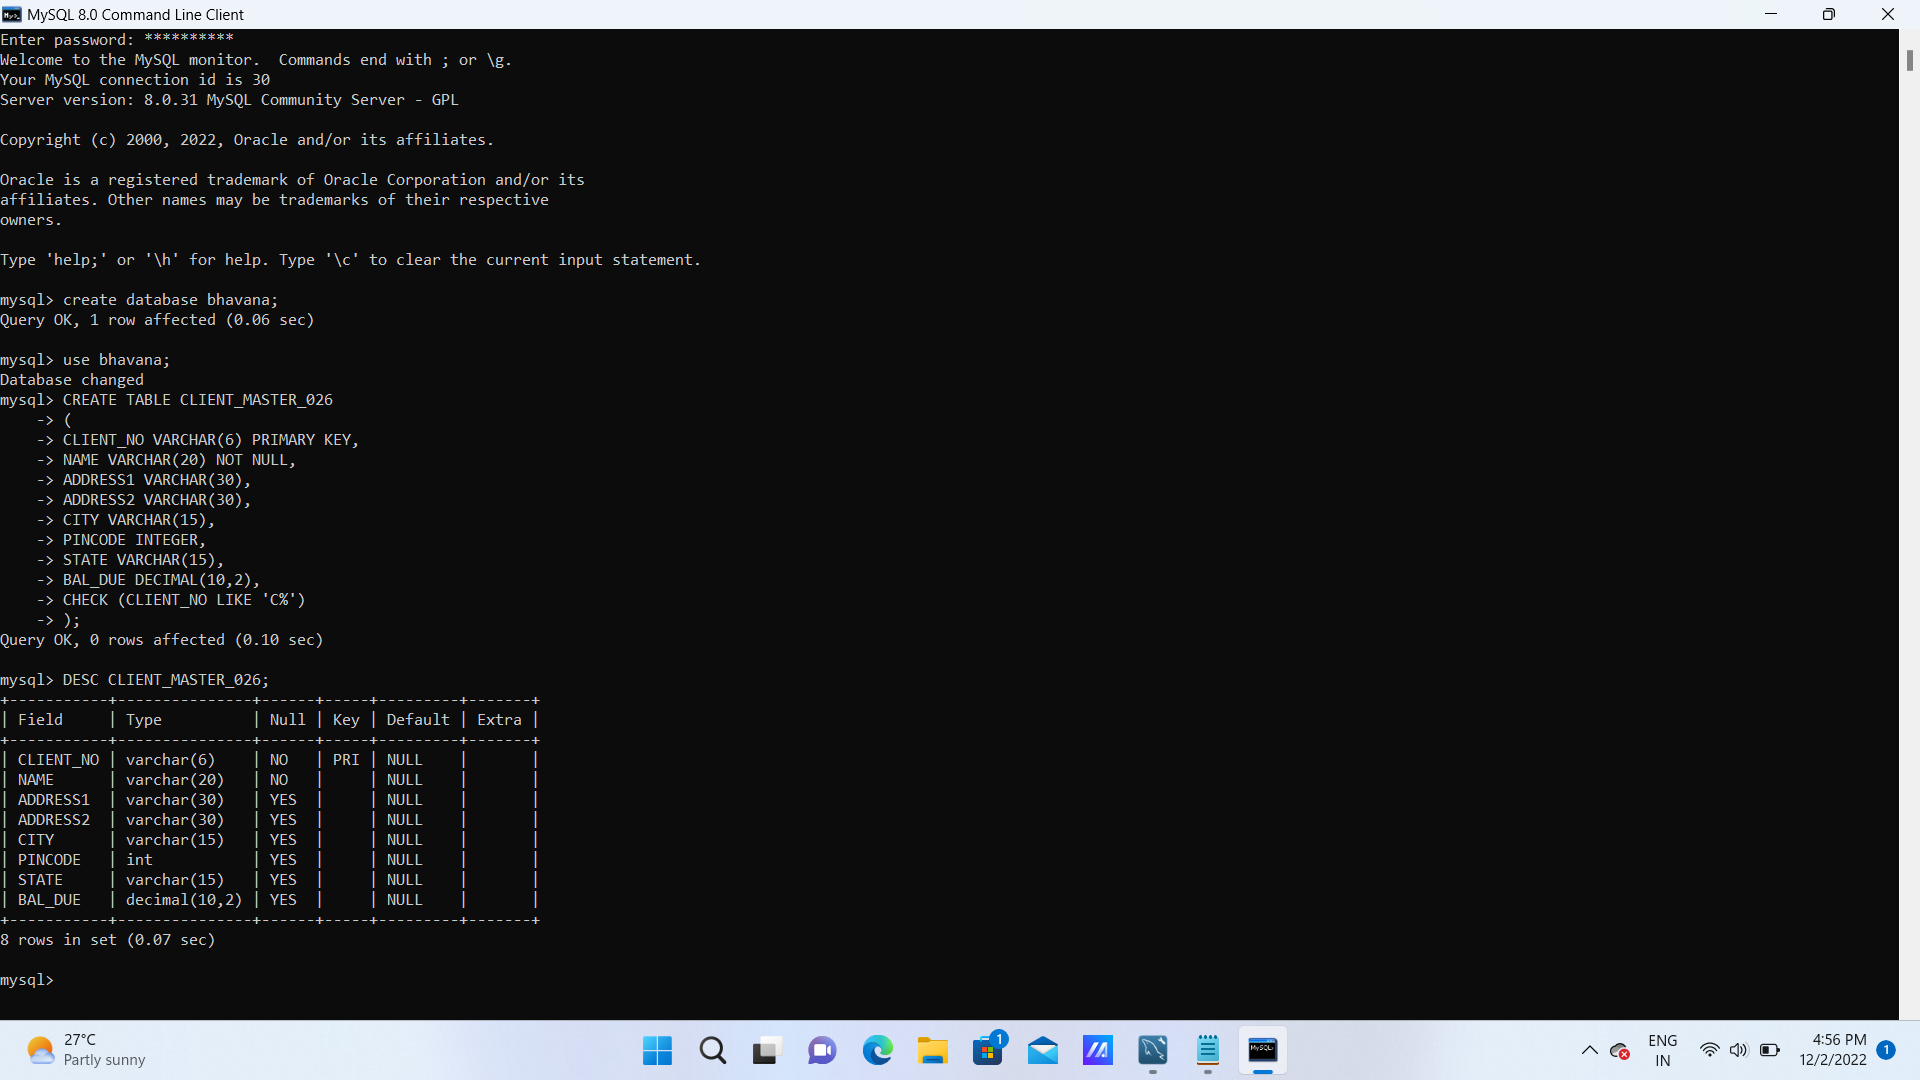 MySQL 8.0 Command Line Client
Enter password: **********
Welcome to the MySQL monitor.  Commands end with ; or \g.
Your MySQL connection id is 30
Server version: 8.0.31 MySQL Community Server - GPL

Copyright (c) 2000, 2022, Oracle and/or its affiliates.

Oracle is a registered trademark of Oracle Corporation and/or its
affiliates. Other names may be trademarks of their respective
owners.

Type 'help;' or '\h' for help. Type '\c' to clear the current input statement.

mysql> create database bhavana;
Query OK, 1 row affected (0.06 sec)

mysql> use bhavana;
Database changed
mysql> CREATE TABLE CLIENT_MASTER_026
    -> (
    -> CLIENT_NO VARCHAR(6) PRIMARY KEY,
    -> NAME VARCHAR(20) NOT NULL,
    -> ADDRESS1 VARCHAR(30),
    -> ADDRESS2 VARCHAR(30),
    -> CITY VARCHAR(15),
    -> PINCODE INTEGER,
    -> STATE VARCHAR(15),
    -> BAL_DUE DECIMAL(10,2),
    -> CHECK (CLIENT_NO LIKE 'C%')
    -> );
Query OK, 0 rows affected (0.10 sec)

mysql> DESC CLIENT_MASTER_026;
+-----------+---------------+------+-----+---------+-------+
| Field     | Type          | Null | Key | Default | Extra |
+-----------+---------------+------+-----+---------+-------+
| CLIENT_NO | varchar(6)    | NO   | PRI | NULL    |       |
| NAME      | varchar(20)   | NO   |     | NULL    |       |
| ADDRESS1  | varchar(30)   | YES  |     | NULL    |       |
| ADDRESS2  | varchar(30)   | YES  |     | NULL    |       |
| CITY      | varchar(15)   | YES  |     | NULL    |       |
| PINCODE   | int           | YES  |     | NULL    |       |
| STATE     | varchar(15)   | YES  |     | NULL    |       |
| BAL_DUE   | decimal(10,2) | YES  |     | NULL    |       |
+-----------+---------------+------+-----+---------+-------+
8 rows in set (0.07 sec)

mysql>
27°C
Partly sunny
1
MySQL>
ENG
IN
4:56 PM
12/2/2022
1